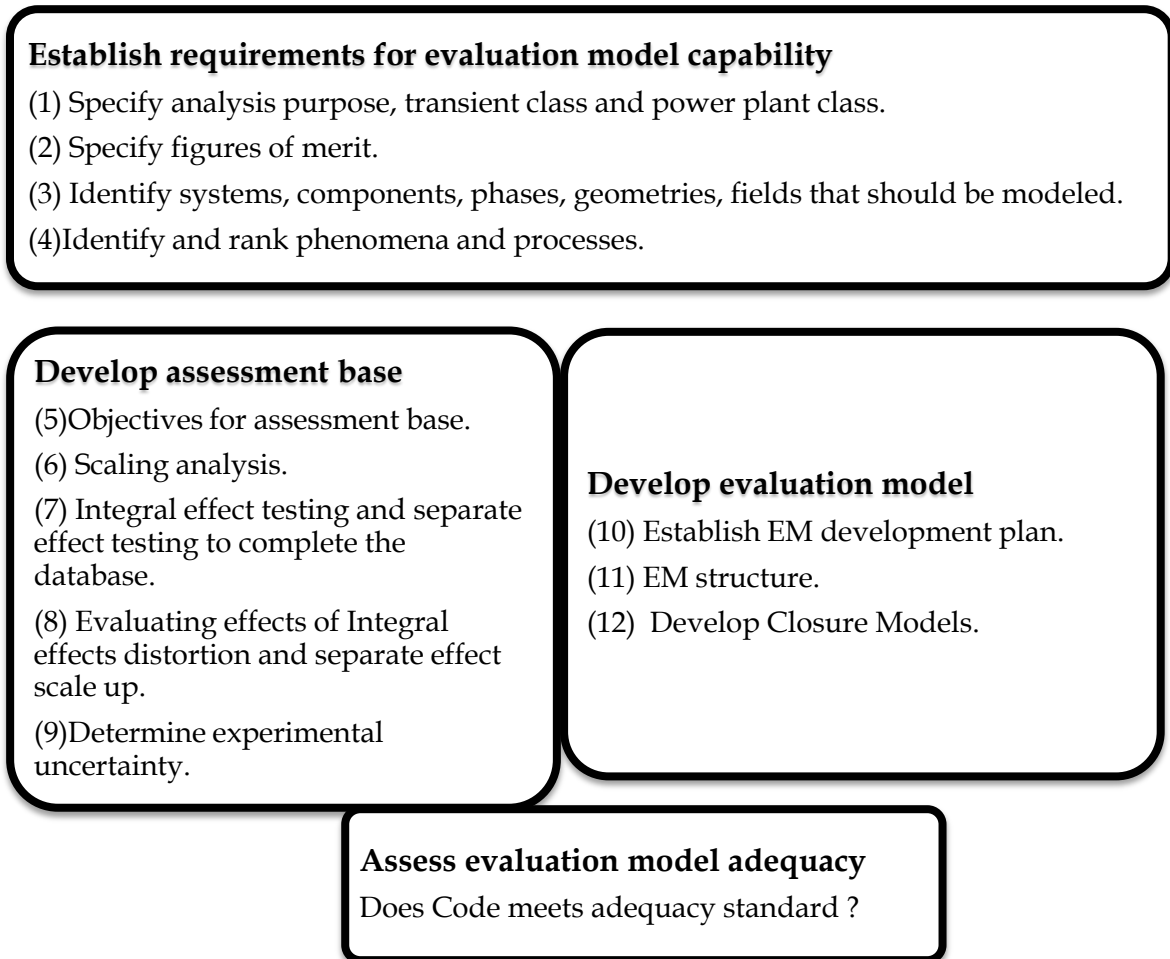 Establish requirements for evaluation model capability
(1) Specify analysis purpose, transient class and power plant class.
(2) Specify figures of merit.
(3) Identify systems, components, phases, geometries, fields that should be modeled.
(4)Identify and rank phenomena and processes.
Develop assessment base
(5)Objectives for assessment base.
(6) Scaling analysis.
(7) Integral effect testing and separate
effect testing to complete the
database.
(8) Evaluating effects of Integral
effects distortion and separate effect
scale up.
(9)Determine experimental
uncertainty.
Develop evaluation model
(10) Establish EM development plan.
(11) EM structure.
(12) Develop Closure Models.
Assess evaluation model adequacy
Does Code meets adequacy standard ?